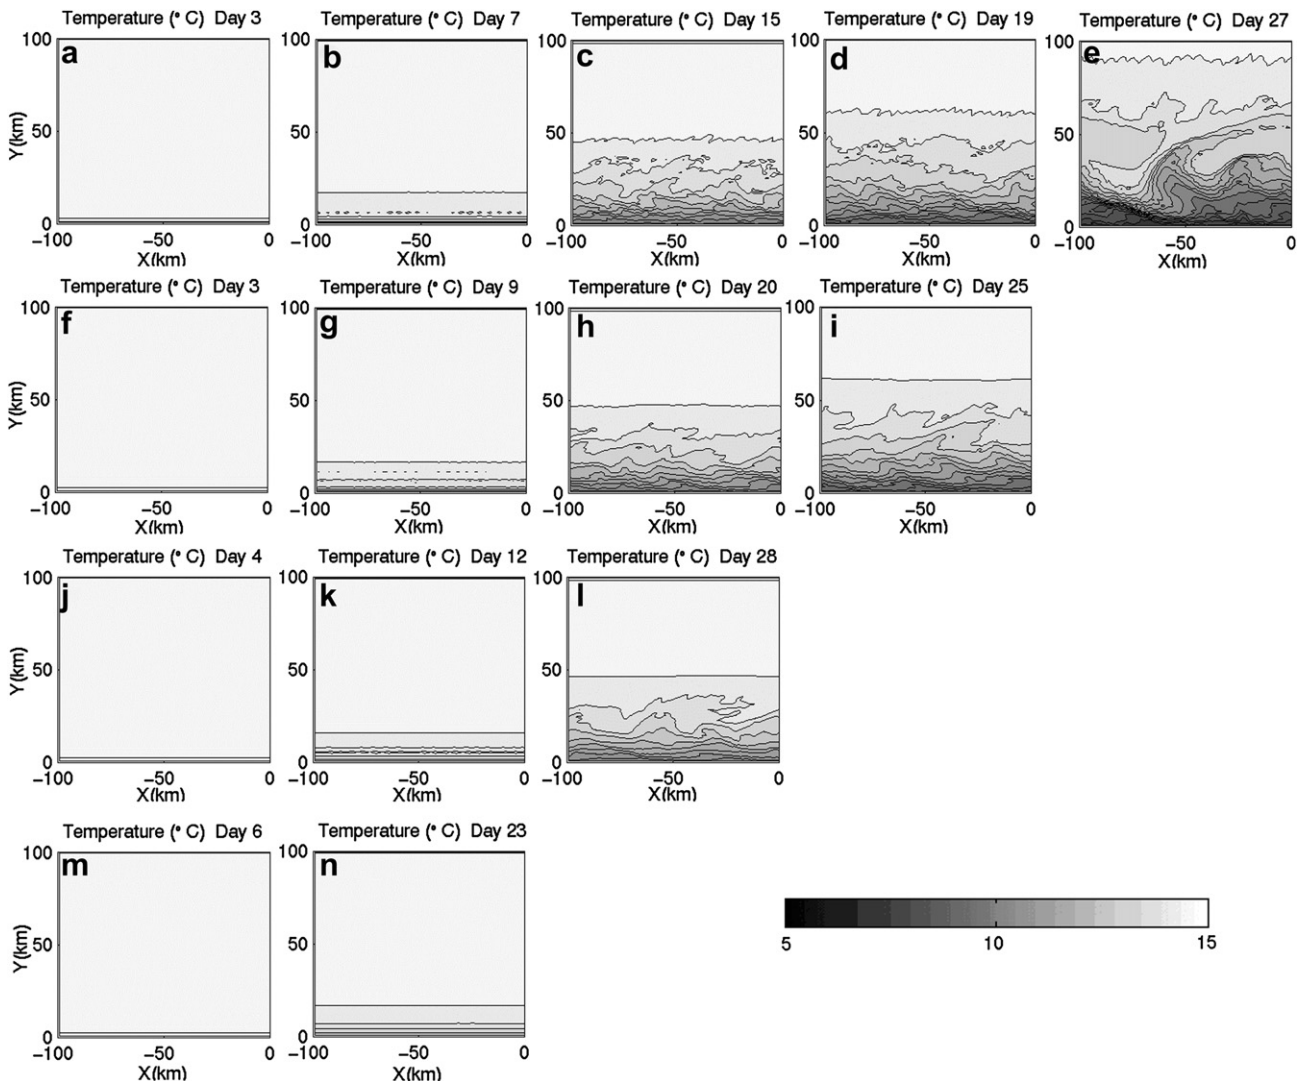 Temperature (° C) Day 3
Temperature (° C) Day 7
Temperature (° C) Day 15
Temperature (° C) Day 19
Temperature (° C) Day 27
a
b
c
d
e
100
50
0
Y(km)
100
50
0
100
50
0
100
50
0
100
50
0
−100 −50 0
−100 −50 0
−100 −50 0
−100 −50 0
−100 −50 0
X(km)
X(km)
X(km)
X(km)
X(km)
Temperature (° C) Day 3
Temperature (° C) Day 9
Temperature (° C) Day 20
Temperature (° C) Day 25
f
g
h
i
100
50
0
Y(km)
100
50
0
100
50
0
100
50
0
−100 −50 0
−100 −50 0
−100 −50 0
−100 −50 0
X(km)
X(km)
X(km)
X(km)
Temperature (° C) Day 4
Temperature (° C) Day 12
Temperature (° C) Day 28
j
k
l
100
50
0
Y(km)
100
50
0
100
50
0
−100 −50 0
−100 −50 0
−100 −50 0
X(km)
X(km)
X(km)
Temperature (° C) Day 6
Temperature (° C) Day 23
m
n
100
50
0
Y(km)
100
50
0
−100 −50 0
−100 −50 0
X(km)
X(km)
5 10 15